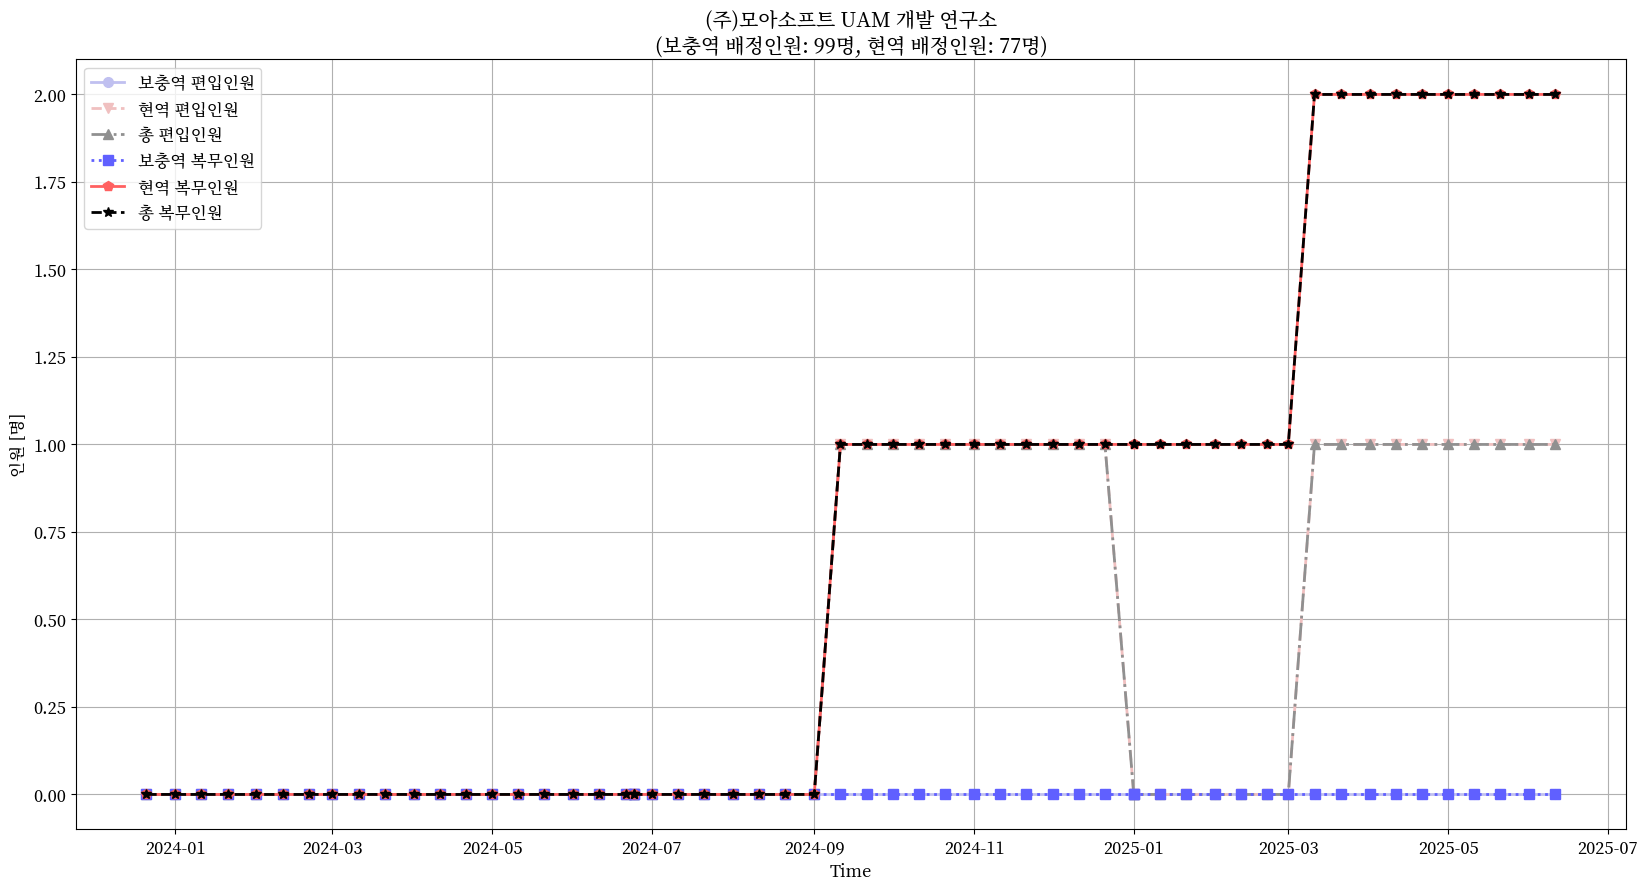 (주)모아소프트 UAM 개발 연구소
(보충역 배정인원: 99명, 현역 배정인원: 77명)
보충역 편입인원
현역 편입인원
총 편입인원
보충역 복무인원
현역 복무인원
총 복무인원
2.00
1.75
1.50
1.25
1.00
0.75
0.50
0.25
0.00
인원 [명]
2024-01 2024-03 2024-05 2024-07 2024-09 2024-11 2025-01 2025-03 2025-05 2025-07
Time